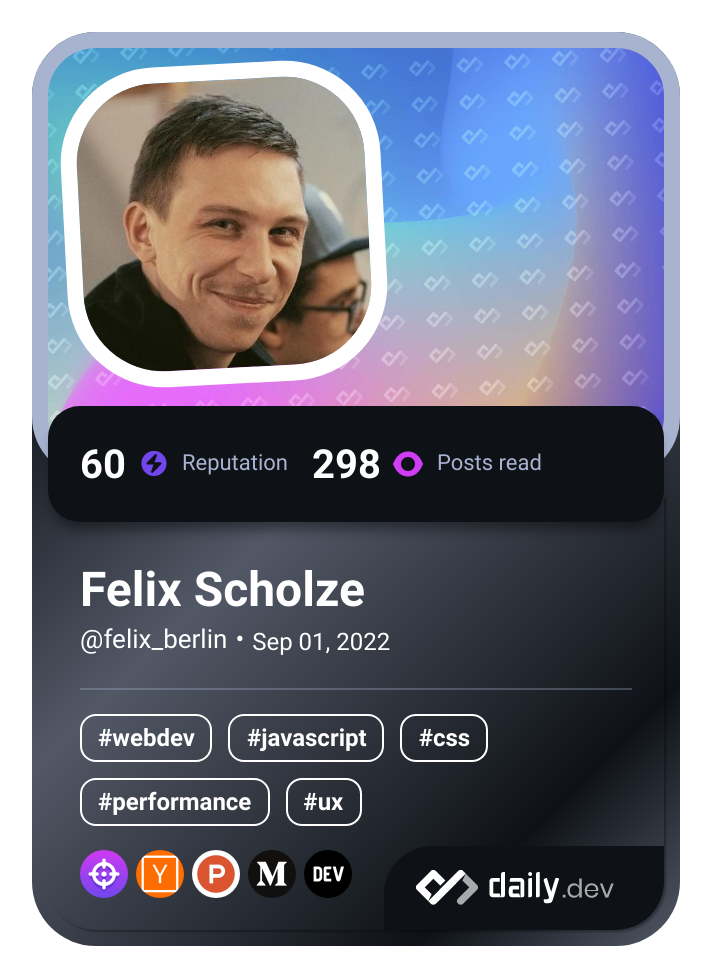 60 Reputation 298 Posts read
Felix Scholze
@felix_berlin • Sep 01, 2022
#webdev #javascript #css
#performance #ux
Y P M DEV
daily.dev